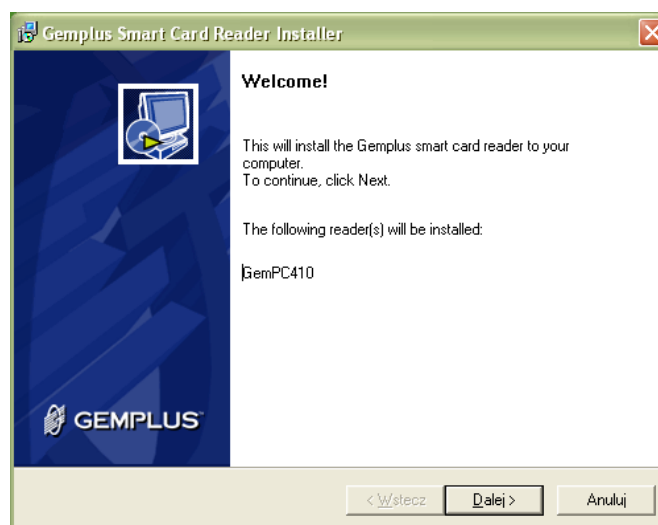 Gemplus Smart Card Reader Installer
Welcome!
This will install the Gemplus smart card reader to your
computer.
To continue, click Next.
The following reader(s) will be installed:
GemPC410
GEMPLUS
< Wstecz
Dalej >
Anuluj